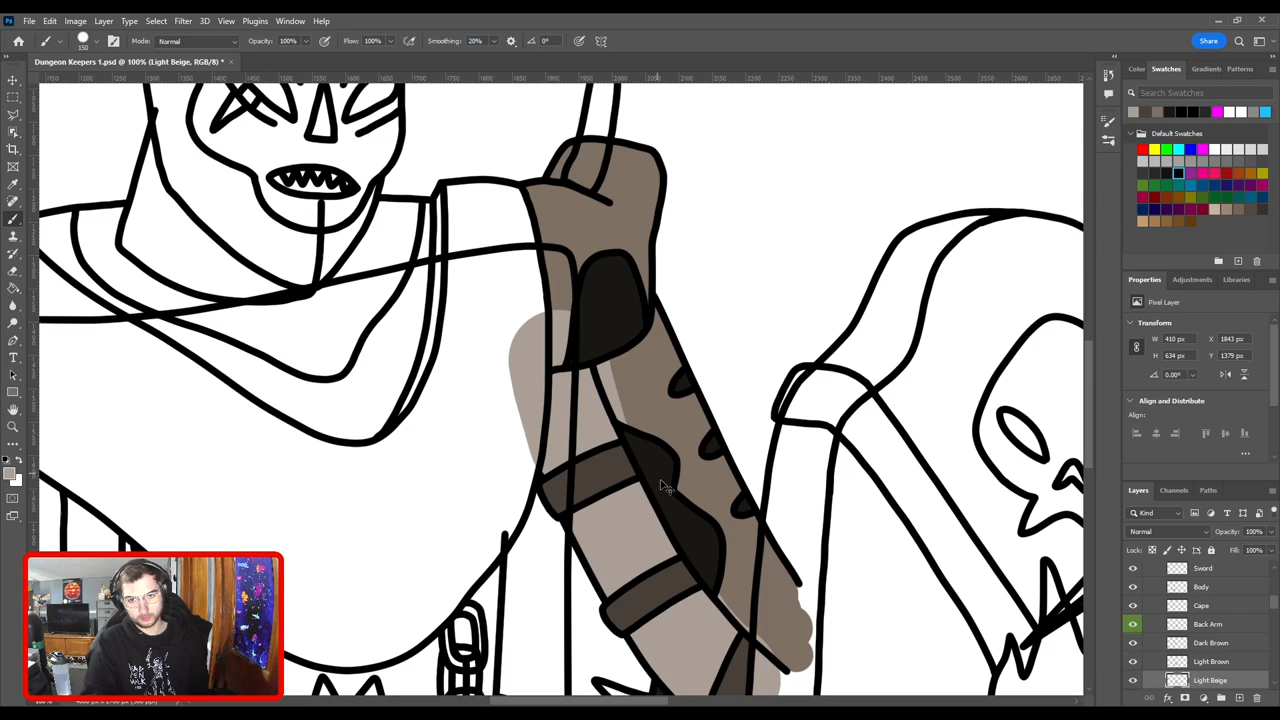 Ps File Edit Image Layer Type Select Filter 3D View Plugins Window Help
150 Mode: Normal Opacity: 100% Flow: 100% Smoothing: 20% 0° Share
Dungeon Keepers 1.psd @ 100% (Light Beige, RGB/8) *
Color Swatches Gradients Patterns
Search Swatches
Default Swatches
Properties Adjustments Libraries
Pixel Layer
Transform
W 410 px X 1843 px
H 634 px Y 1379 px
0.00°
Align and Distribute
Align:
Layers Channels Paths
Kind
Normal Opacity: 100%
Lock: Fill: 100%
Sword
Body
Cape
Back Arm
Dark Brown
Light Brown
Light Beige